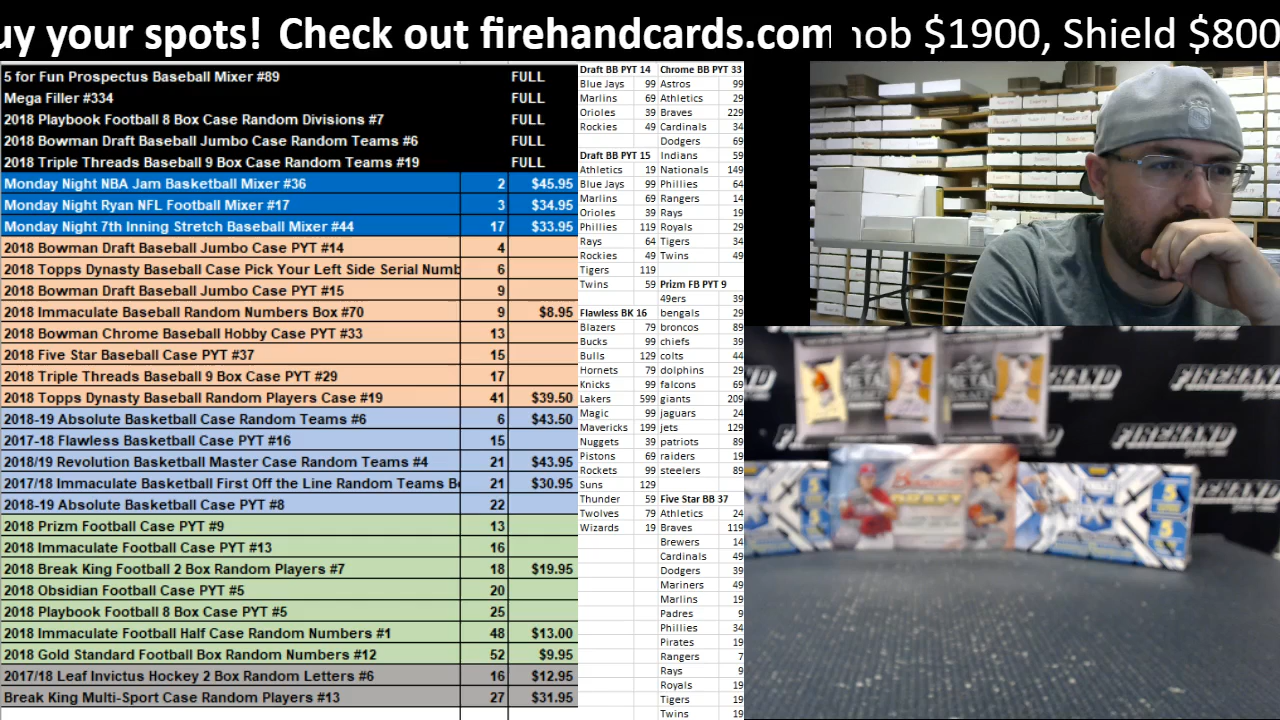 uy your spots!  Check out firehandcards.com
nob $1900, Shield $800
5 for Fun Prospectus Baseball Mixer #89 FULL
Mega Filler #334 FULL
2018 Playbook Football 8 Box Case Random Divisions #7 FULL
2018 Bowman Draft Baseball Jumbo Case Random Teams #6 FULL
2018 Triple Threads Baseball 9 Box Case Random Teams #19 FULL
Monday Night NBA Jam Basketball Mixer #36 2 $45.95
Monday Night Ryan NFL Football Mixer #17 3 $34.95
Monday Night 7th Inning Stretch Baseball Mixer #44 17 $33.95
2018 Bowman Draft Baseball Jumbo Case PYT #14 4
2018 Topps Dynasty Baseball Case Pick Your Left Side Serial Numb 6
2018 Bowman Draft Baseball Jumbo Case PYT #15 9
2018 Immaculate Baseball Random Numbers Box #70 9 $8.95
2018 Bowman Chrome Baseball Hobby Case PYT #33 13
2018 Five Star Baseball Case PYT #37 15
2018 Triple Threads Baseball 9 Box Case PYT #29 17
2018 Topps Dynasty Baseball Random Players Case #19 41 $39.50
2018-19 Absolute Basketball Case Random Teams #6 6 $43.50
2017-18 Flawless Basketball Case PYT #16 15
2018/19 Revolution Basketball Master Case Random Teams #4 21 $43.95
2017/18 Immaculate Basketball First Off the Line Random Teams Bo 21 $30.95
2018-19 Absolute Basketball Case PYT #8 22
2018 Prizm Football Case PYT #9 13
2018 Immaculate Football Case PYT #13 16
2018 Break King Football 2 Box Random Players #7 18 $19.95
2018 Obsidian Football Case PYT #5 20
2018 Playbook Football 8 Box Case PYT #5 25
2018 Immaculate Football Half Case Random Numbers #1 48 $13.00
2018 Gold Standard Football Box Random Numbers #12 52 $9.95
2017/18 Leaf Invictus Hockey 2 Box Random Letters #6 16 $12.95
Break King Multi-Sport Case Random Players #13 27 $31.95
Draft BB PYT 14
Blue Jays 99
Marlins 69
Orioles 39
Rockies 49
Draft BB PYT 15
Athletics 19
Blue Jays 99
Marlins 69
Orioles 39
Phillies 119
Rays 64
Rockies 49
Tigers 119
Twins 59
Flawless BK 16
Blazers 79
Bucks 99
Bulls 129
Hornets 79
Knicks 99
Lakers 599
Magic 99
Mavericks 199
Nuggets 39
Pistons 69
Rockets 99
Suns 129
Thunder 59
Twolves 79
Wizards 19
Chrome BB PYT 33
Astros 99
Athletics 29
Braves 229
Cardinals 34
Dodgers 69
Indians 59
Nationals 149
Phillies 64
Rangers 14
Rays 19
Royals 29
Tigers 34
Twins 49
Prizm FB PYT 9
49ers 39
bengals 29
broncos 89
chiefs 39
colts 44
dolphins 29
falcons 69
giants 209
jaguars 24
jets 129
patriots 89
raiders 19
steelers 89
Five Star BB 37
Athletics 24
Braves 119
Brewers 14
Cardinals 49
Dodgers 39
Mariners 49
Marlins 19
Padres 9
Phillies 34
Pirates 19
Rangers 7
Rays 9
Royals 19
Tigers 19
Twins 19
METAL
METAL
FIREHAND
FIREHAND
Bowman
DRAFT